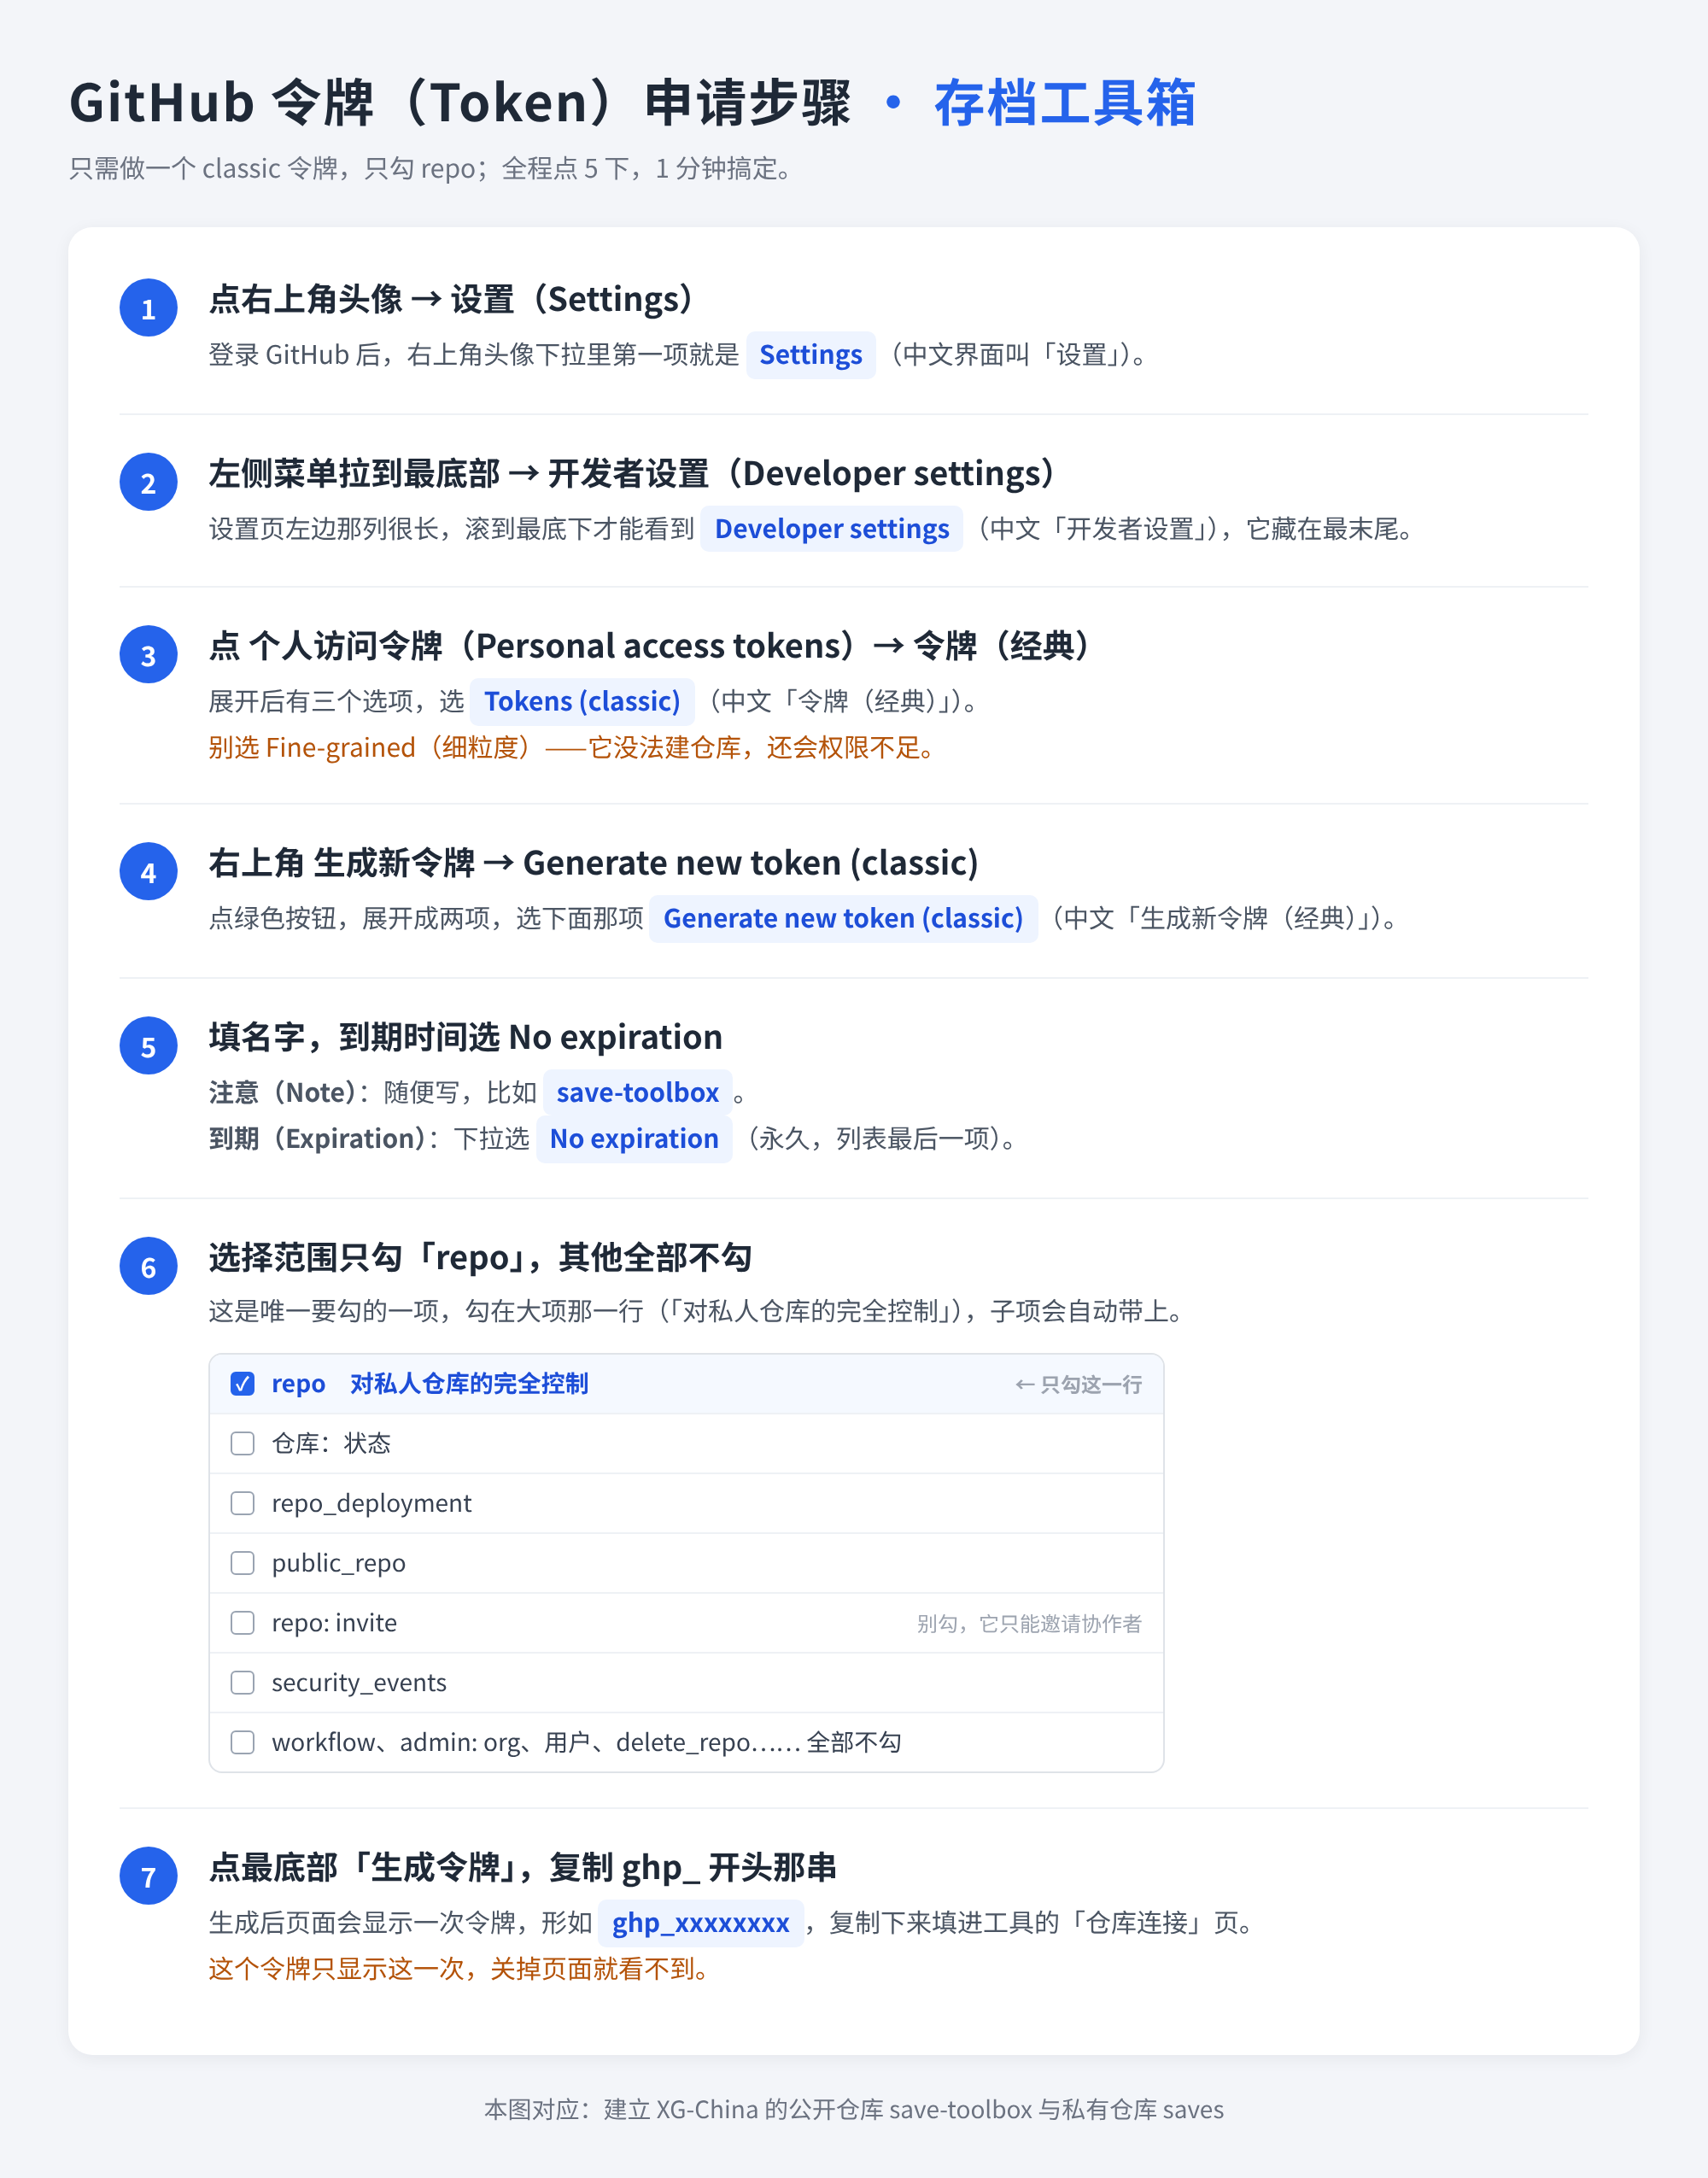 GitHub 令牌（Token）申请步骤 · 存档工具箱
只需做一个 classic 令牌，只勾 repo；全程点 5 下，1 分钟搞定。
1
点右上角头像 → 设置（Settings）
登录 GitHub 后，右上角头像下拉里第一项就是 Settings （中文界面叫「设置」）。
2
左侧菜单拉到最底部 → 开发者设置（Developer settings）
设置页左边那列很长，滚到最底下才能看到 Developer settings （中文「开发者设置」），它藏在最末尾。
3
点 个人访问令牌（Personal access tokens）→ 令牌（经典）
展开后有三个选项，选 Tokens (classic) （中文「令牌（经典）」）。
别选 Fine-grained（细粒度）——它没法建仓库，还会权限不足。
4
右上角 生成新令牌 → Generate new token (classic)
点绿色按钮，展开成两项，选下面那项 Generate new token (classic) （中文「生成新令牌（经典）」）。
5
填名字，到期时间选 No expiration
注意（Note）：随便写，比如 save-toolbox 。
到期（Expiration）：下拉选 No expiration （永久，列表最后一项）。
6
选择范围只勾「repo」，其他全部不勾
这是唯一要勾的一项，勾在大项那一行（「对私人仓库的完全控制」），子项会自动带上。
✓ repo 对私人仓库的完全控制 ← 只勾这一行
仓库：状态
repo_deployment
public_repo
repo: invite 别勾，它只能邀请协作者
security_events
workflow、admin: org、用户、delete_repo…… 全部不勾
7
点最底部「生成令牌」，复制 ghp_ 开头那串
生成后页面会显示一次令牌，形如 ghp_xxxxxxxx ，复制下来填进工具的「仓库连接」页。
这个令牌只显示这一次，关掉页面就看不到。
本图对应：建立 XG-China 的公开仓库 save-toolbox 与私有仓库 saves